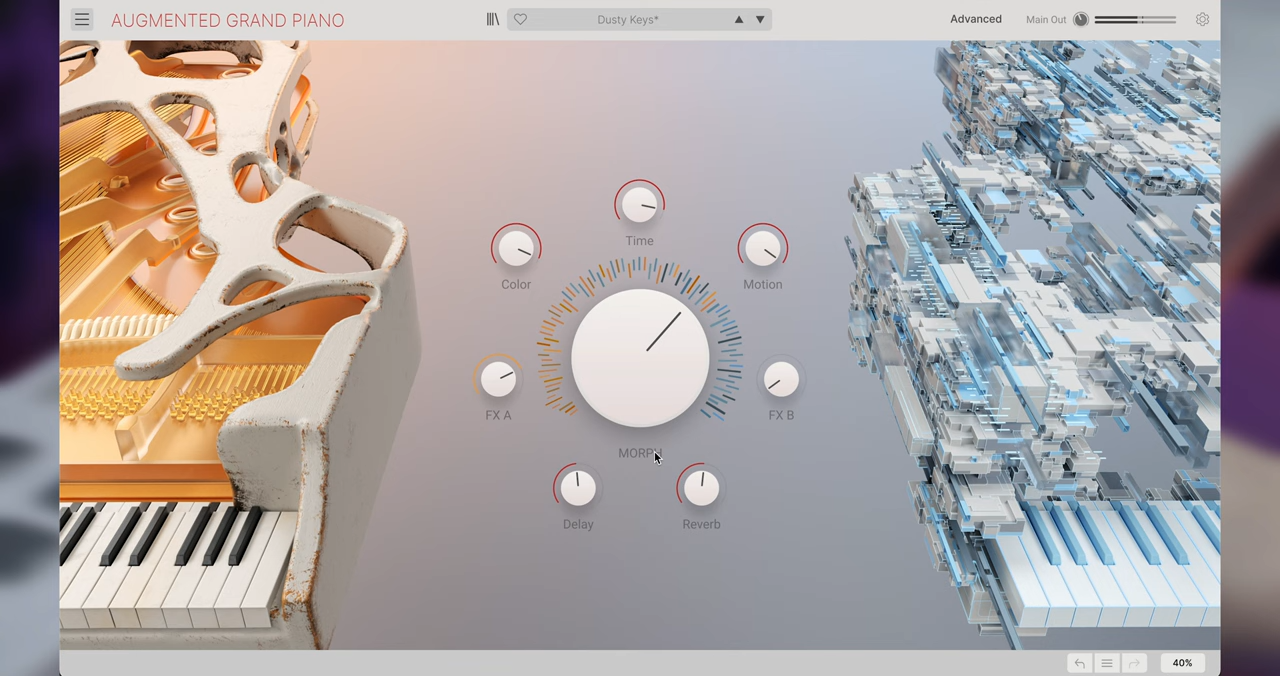 AUGMENTED GRAND PIANO
Dusty Keys*
Advanced
Main Out
Time
Color
Motion
FX A
FX B
MORPH
Delay
Reverb
40%